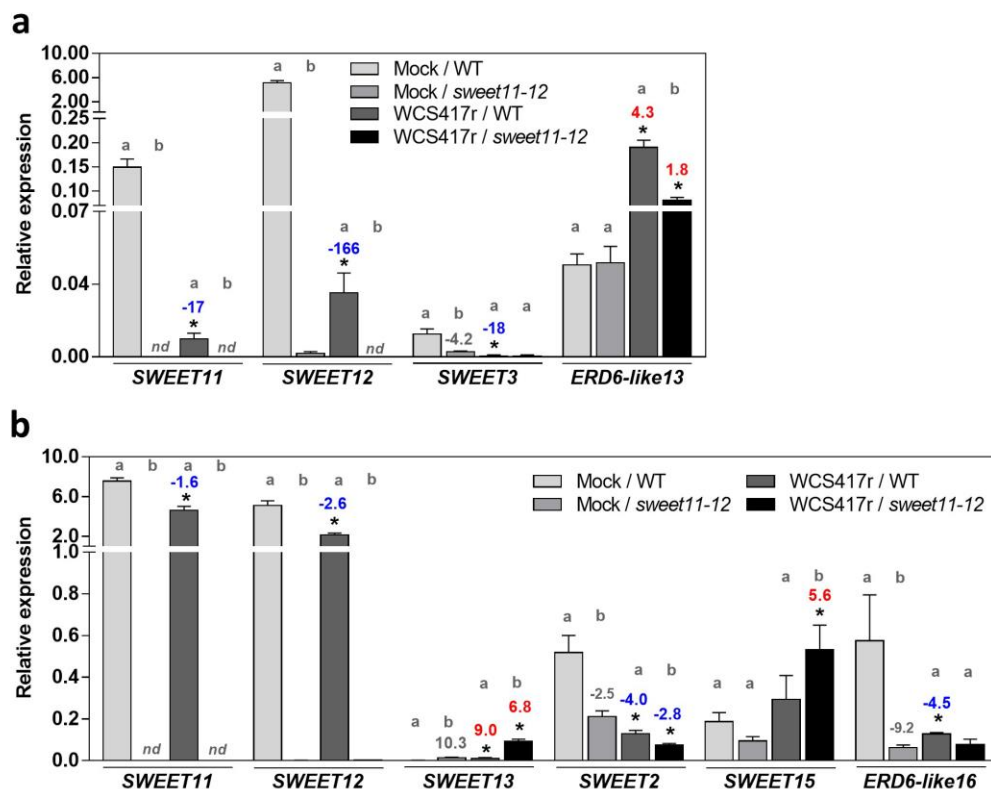 a
Relative expression
10.00
6.00
2.00
0.25
0.20
0.15
0.10
0.07
0.04
0.00
Mock / WT
Mock / sweet11-12
WCS417r / WT
WCS417r / sweet11-12
a b
nd
a b
-17
*
nd
a b
a b
-166
*
nd
a b a a
-4.2
-18
*
a a
a b
4.3
*
1.8
*
SWEET11 SWEET12 SWEET3 ERD6-like13
b
Relative expression
10.0
6.0
2.0
1.0
0.8
0.6
0.4
0.2
0.0
Mock / WT
Mock / sweet11-12
WCS417r / WT
WCS417r / sweet11-12
a b a b
nd
-1.6
*
nd
a b a b
-2.6
*
a b
10.3
a b
9.0
*
6.8
*
a b
-2.5
a b
-4.0
*
-2.8
*
a a
a b
5.6
*
a b
-9.2
a a
-4.5
*
SWEET11 SWEET12 SWEET13 SWEET2 SWEET15 ERD6-like16